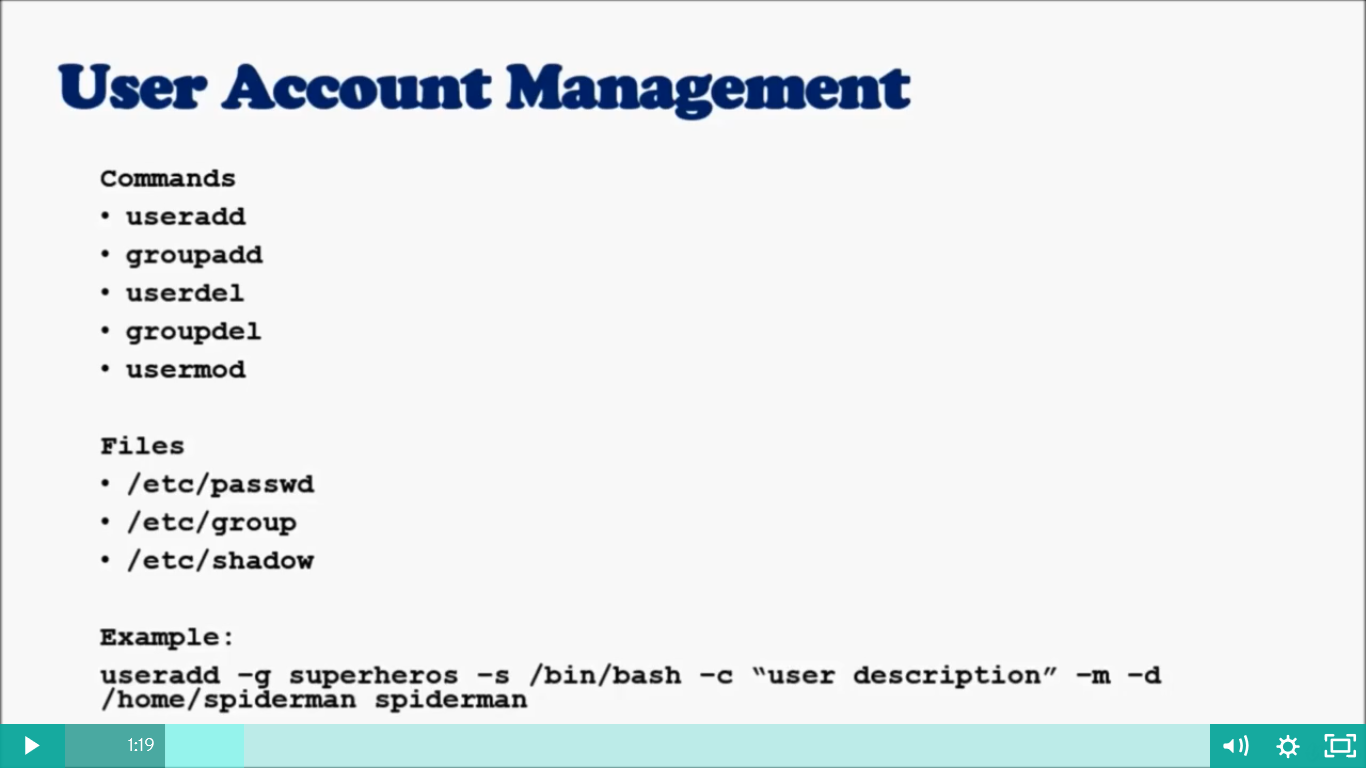 User Account Management
Commands
• useradd
• groupadd
• userdel
• groupdel
• usermod
Files
• /etc/passwd
• /etc/group
• /etc/shadow
Example:
useradd –g superheros –s /bin/bash –c “user description” –m –d
/home/spiderman spiderman
1:19